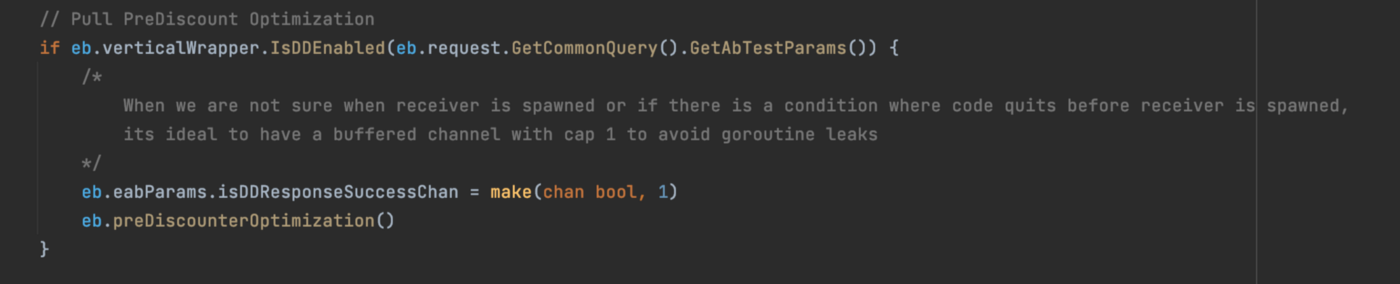 // Pull PreDiscount Optimization
if eb.verticalWrapper.IsDDEnabled(eb.request.GetCommonQuery().GetAbTestParams()) {
    /*
        When we are not sure when receiver is spawned or if there is a condition where code quits before receiver is spawned,
        its ideal to have a buffered channel with cap 1 to avoid goroutine leaks
    */
    eb.eabParams.isDDResponseSuccessChan = make(chan bool, 1)
    eb.preDiscounterOptimization()
}